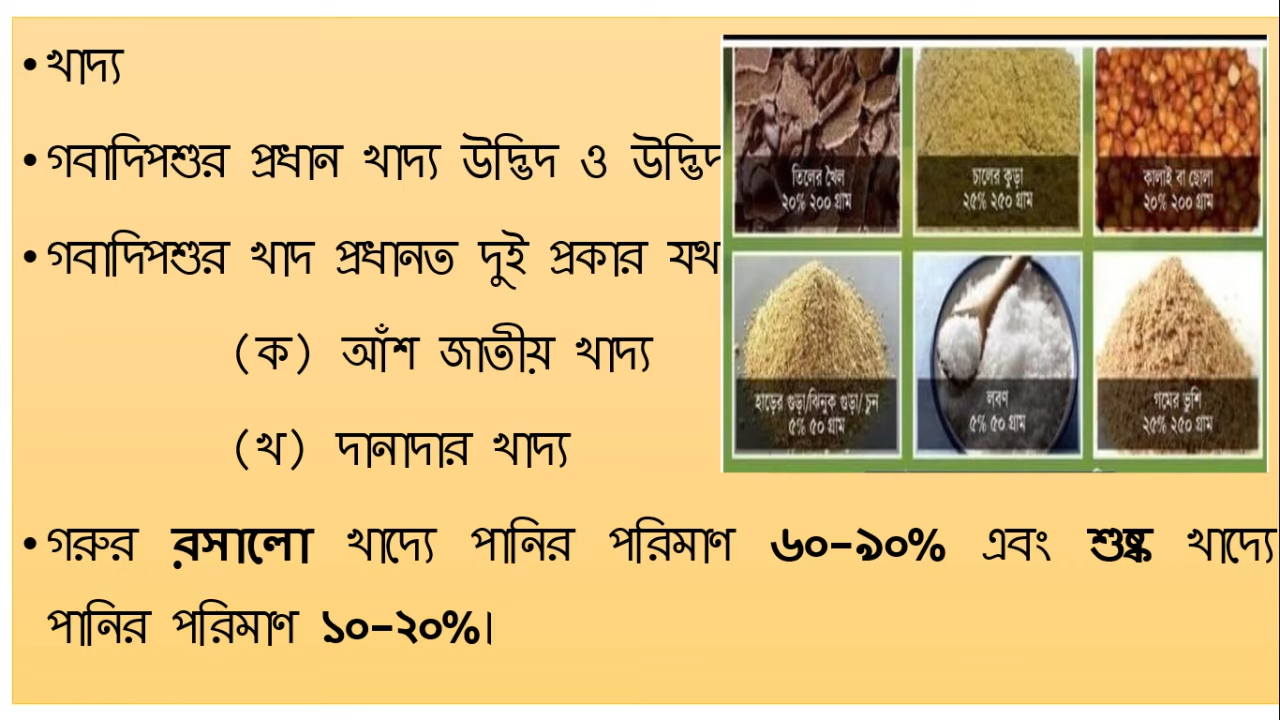 •খাদ্য
•গবাদিপশুর প্রধান খাদ্য উদ্ভিদ ও উদ্ভিদ
•গবাদিপশুর খাদ প্রধানত দুই প্রকার যথ
(ক) আঁশ জাতীয় খাদ্য
(খ) দানাদার খাদ্য
তিলের খৈল
২০% ২০০ গ্রাম
চালের কুড়া
২৫% ২৫০ গ্রাম
কালাই বা ছোলা
২০% ২০০ গ্রাম
হাড়ের গুড়া/ঝিনুক গুড়া/ চুন
৫% ৫০ গ্রাম
লবণ
৫% ৫০ গ্রাম
গমের ভুশি
২৫% ২৫০ গ্রাম
•গরুর রসালো খাদ্যে পানির পরিমাণ ৬০-৯০% এবং শুষ্ক খাদ্যে
পানির পরিমাণ ১০-২০%।